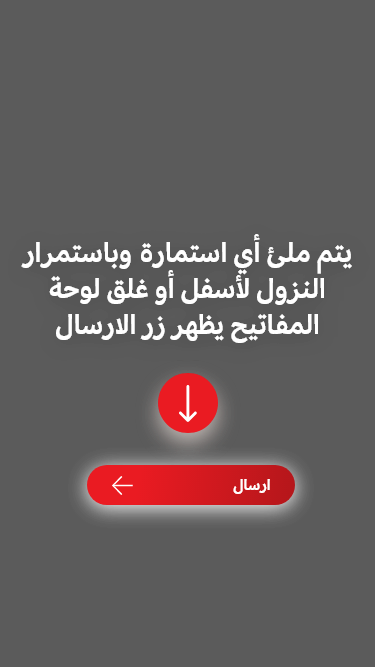 يتم ملئ أي استمارة وباستمرار
النزول لأسفل أو غلق لوحة
المفاتيح يظهر زر الارسال
ارسال